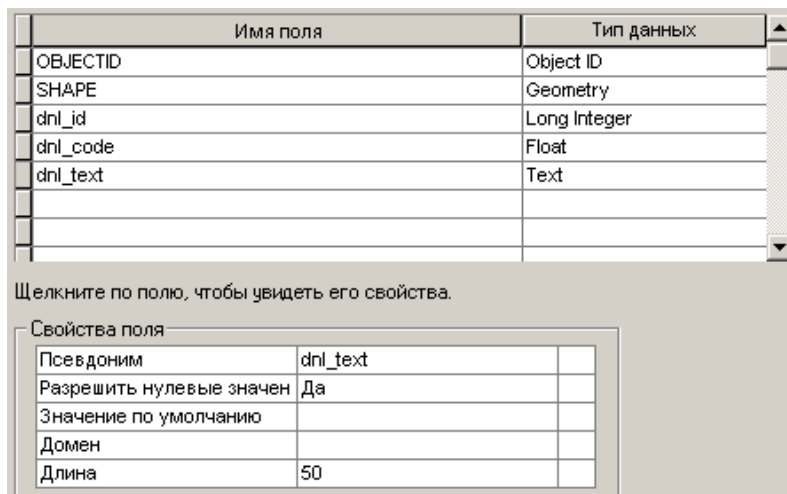 Имя поля Тип данных
OBJECTID Object ID
SHAPE Geometry
dnl_id Long Integer
dnl_code Float
dnl_text Text
Щелкните по полю, чтобы увидеть его свойства.
Свойства поля
Псевдоним dnl_text
Разрешить нулевые значен Да
Значение по умолчанию
Домен
Длина 50